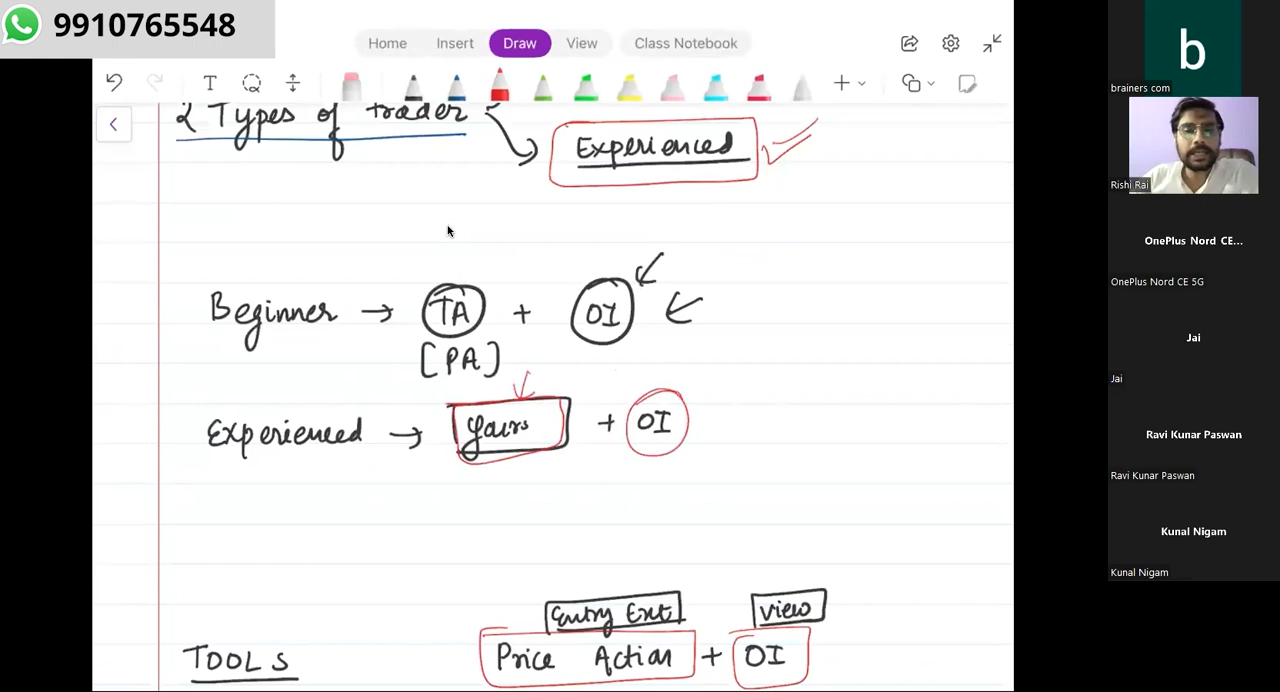 9910765548
Home Insert Draw View Class Notebook
2 Types of trader
Experienced
Beginner → TA + OI
[PA]
Experienced → + OI
Entry Exit View
TOOLS Price Action + OI
b
brainers com
Rishi Rai
OnePlus Nord CE...
OnePlus Nord CE 5G
Jai
Jai
Ravi Kunar Paswan
Ravi Kunar Paswan
Kunal Nigam
Kunal Nigam